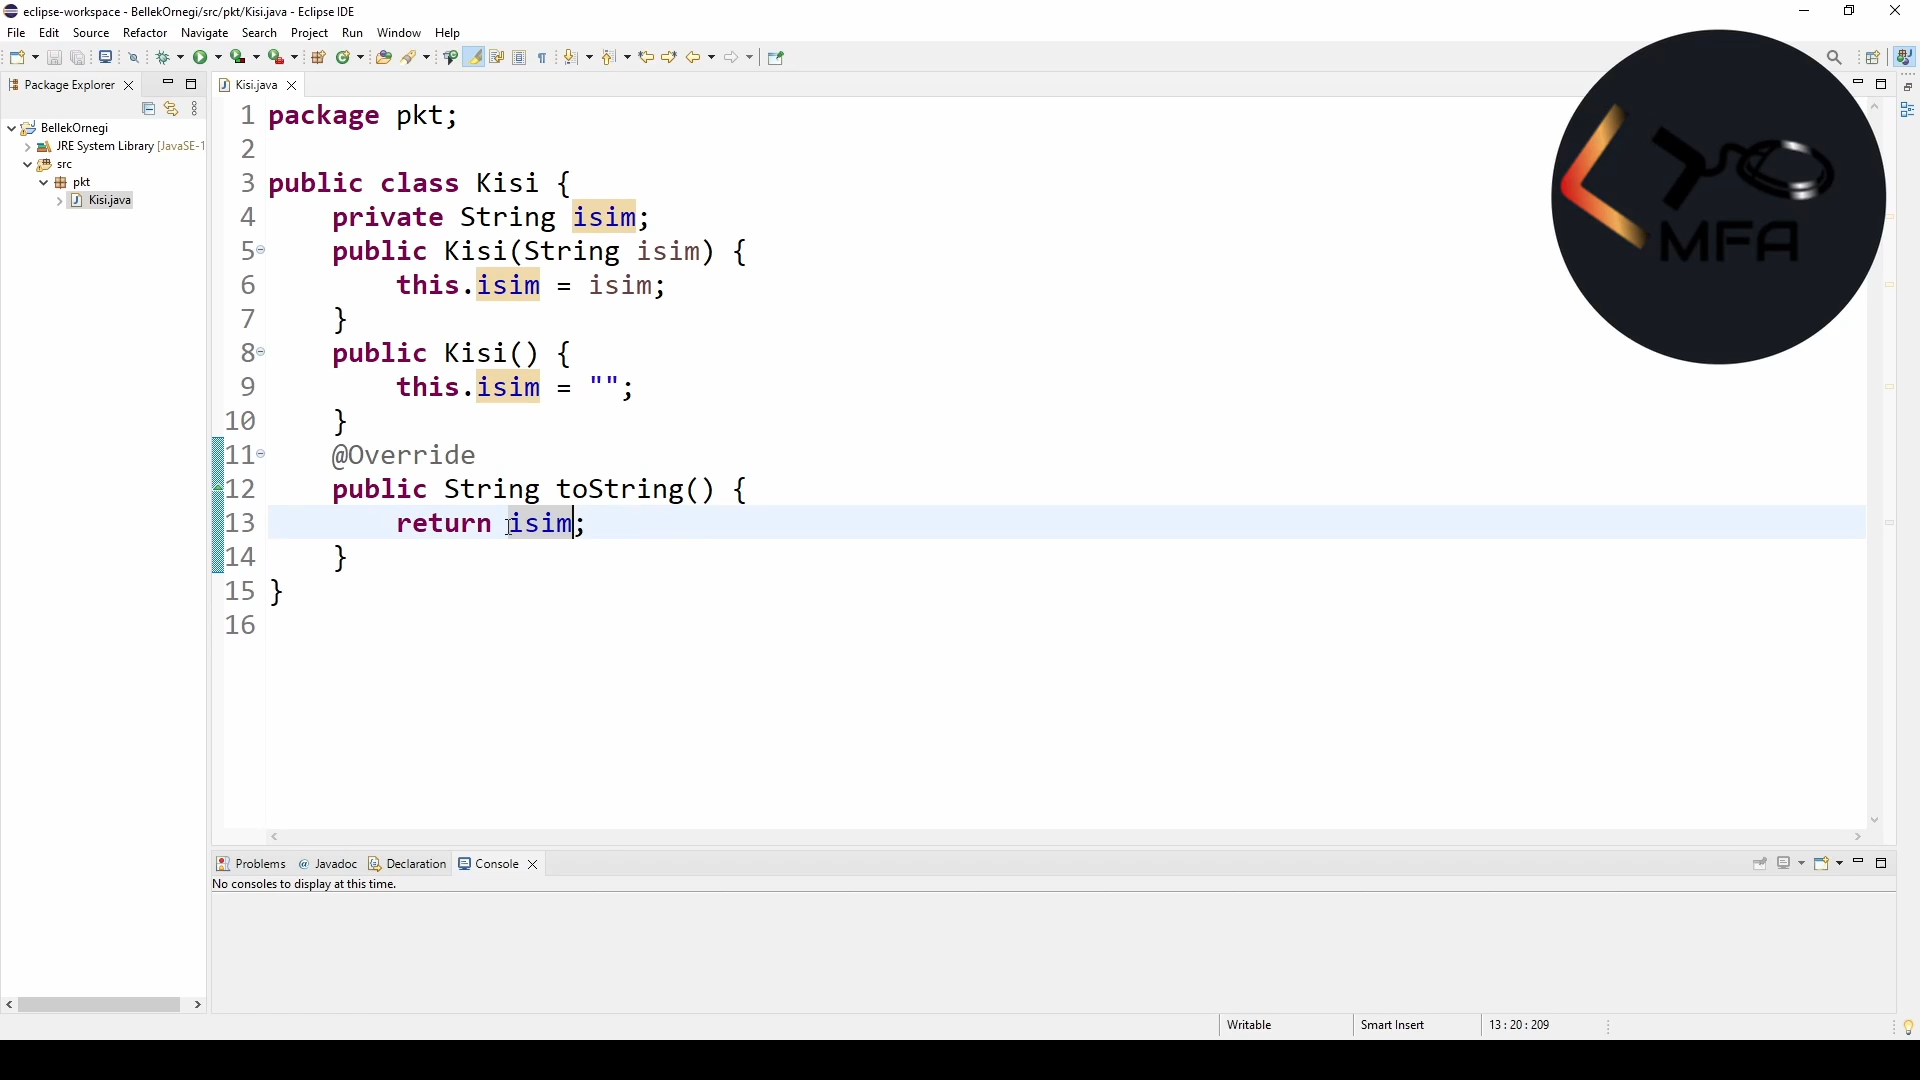 eclipse-workspace - BellekOrnegi/src/pkt/Kisi.java - Eclipse IDE
File Edit Source Refactor Navigate Search Project Run Window Help
Package Explorer
Kisi.java
BellekOrnegi
JRE System Library [JavaSE-1
src
pkt
Kisi.java
1 package pkt;
2
3 public class Kisi {
4     private String isim;
5     public Kisi(String isim) {
6         this.isim = isim;
7     }
8     public Kisi() {
9         this.isim = "";
10     }
11     @Override
12     public String toString() {
13         return isim;
14     }
15 }
16
MFA
Problems Javadoc Declaration Console
No consoles to display at this time.
Writable Smart Insert 13 : 20 : 209